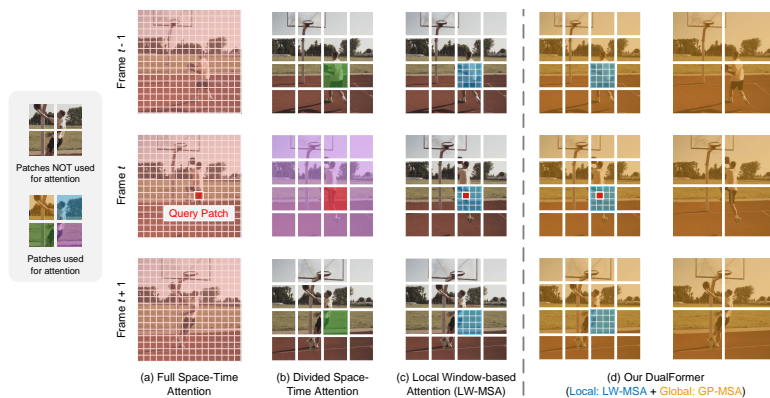 Frame t - 1
Patches NOT used
for attention
Frame t
Query Patch
Patches used
for attention
Frame t + 1
(a) Full Space-Time
Attention
(b) Divided Space-
Time Attention
(c) Local Window-based
Attention (LW-MSA)
(d) Our DualFormer
(Local: LW-MSA + Global: GP-MSA)